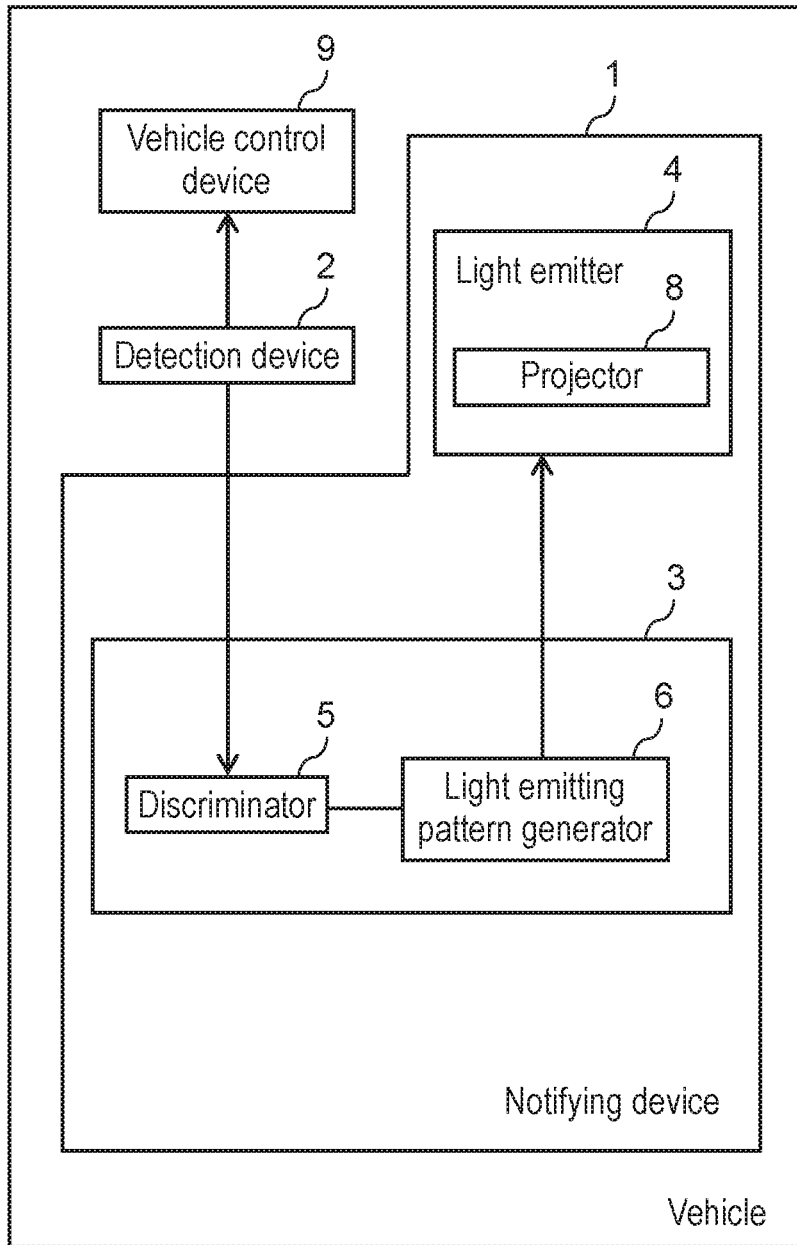 9
Vehicle control
device
1
4
Light emitter
2
8
Detection device
Projector
3
5
6
Discriminator
Light emitting
pattern generator
Notifying device
Vehicle